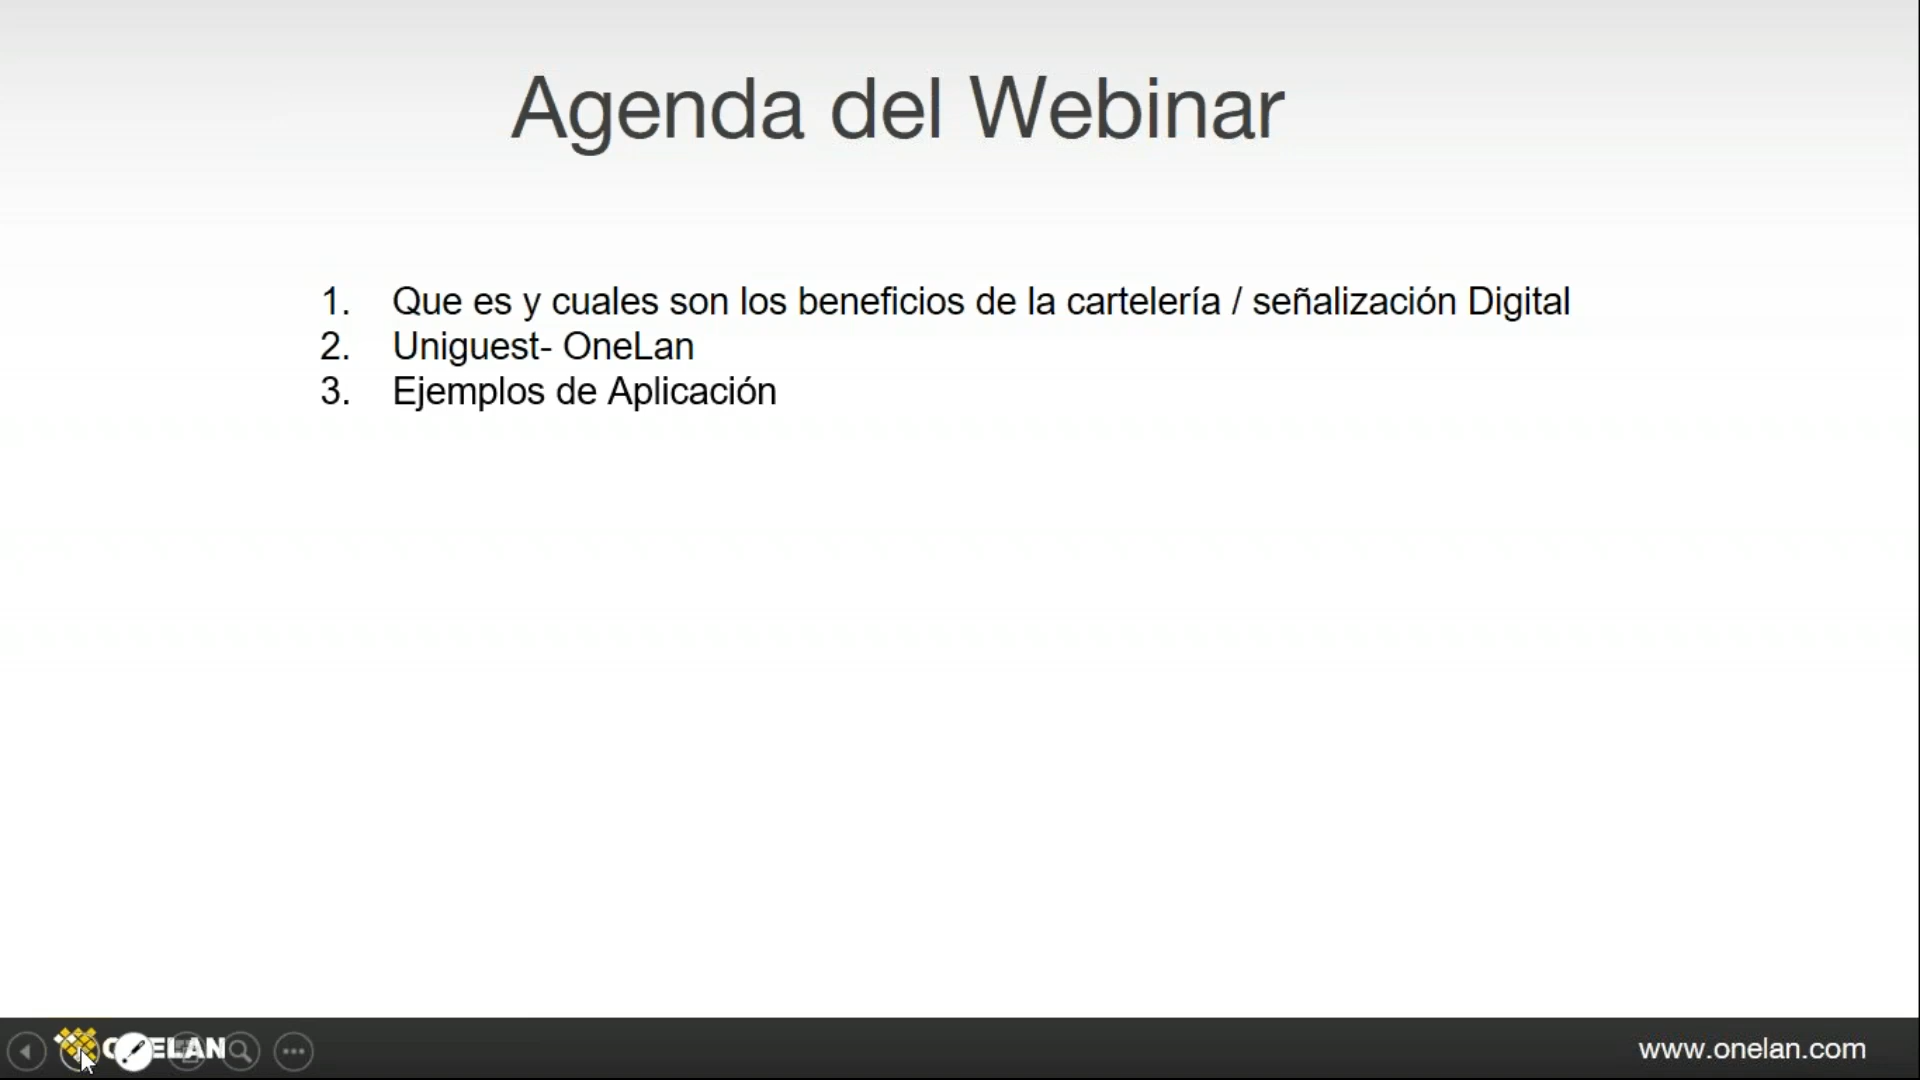 Agenda del Webinar
1. Que es y cuales son los beneficios de la cartelería / señalización Digital
2. Uniguest- OneLan
3. Ejemplos de Aplicación
www.onelan.com